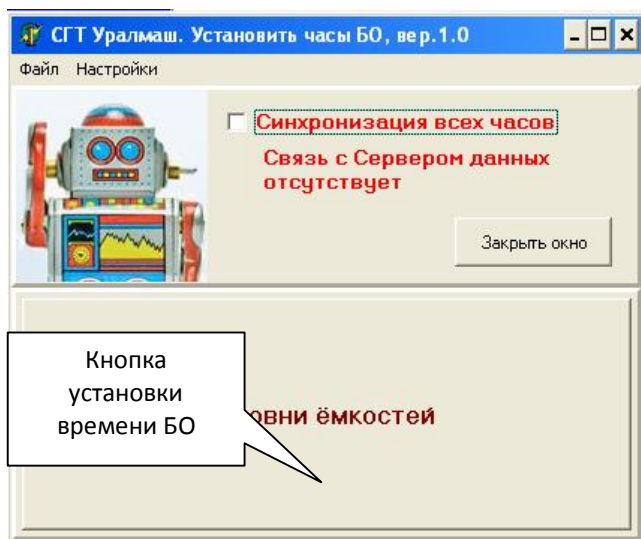 СГТ Уралмаш. Установить часы БО, вер.1.0
Файл Настройки
Синхронизация всех часов
Связь с Сервером данных
отсутствует
Закрыть окно
Кнопка
установки
времени БО
овни ёмкостей